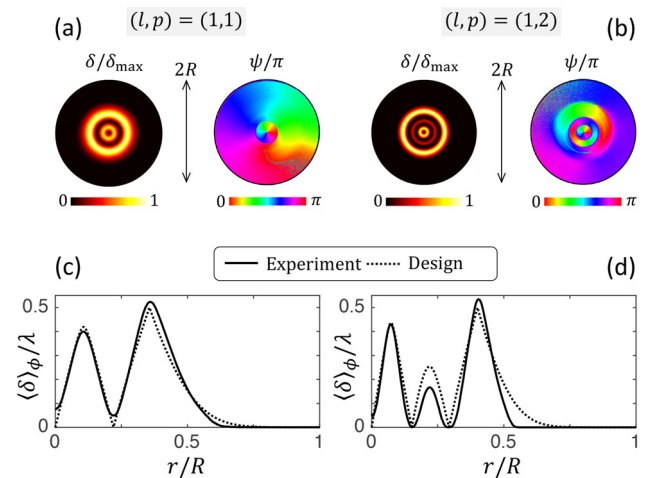 (a) (l, p) = (1,1) (l, p) = (1,2) (b)
δ/δmax 2R ψ/π δ/δmax 2R ψ/π
0 1 0 π 0 1 0 π
Experiment Design
(c) (d)
0.5 0.5
⟨δ⟩ϕ/λ ⟨δ⟩ϕ/λ
0 0
0 0.5 1 0 0.5 1
r/R r/R